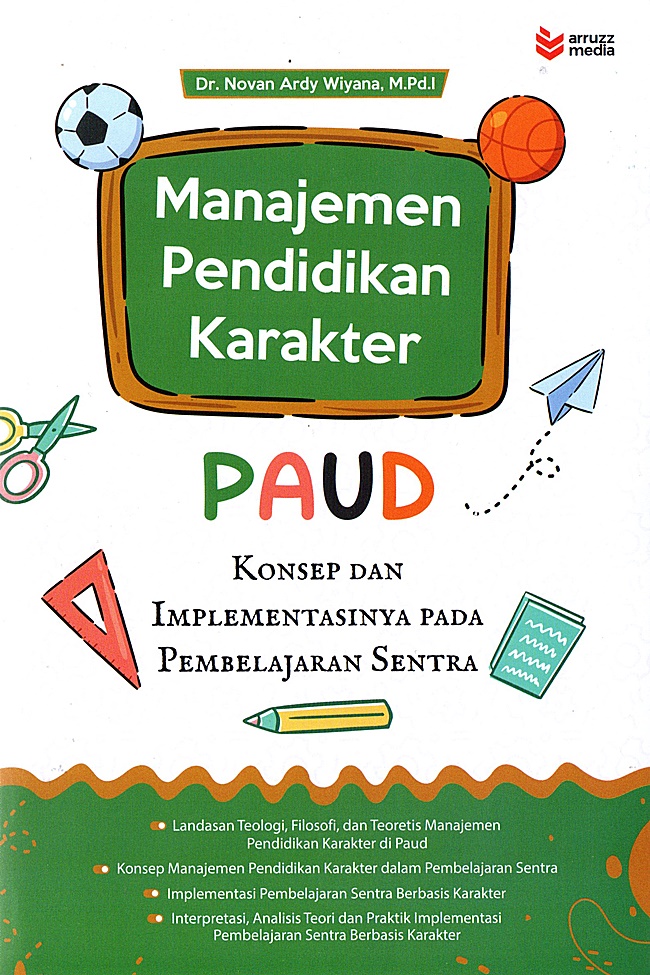 arruzz
media
Dr. Novan Ardy Wiyana, M.Pd.I
Manajemen
Pendidikan
Karakter
PAUD
Konsep dan
Implementasinya pada
Pembelajaran Sentra
Landasan Teologi, Filosofi, dan Teoretis Manajemen
Pendidikan Karakter di Paud
Konsep Manajemen Pendidikan Karakter dalam Pembelajaran Sentra
Implementasi Pembelajaran Sentra Berbasis Karakter
Interpretasi, Analisis Teori dan Praktik Implementasi
Pembelajaran Sentra Berbasis Karakter